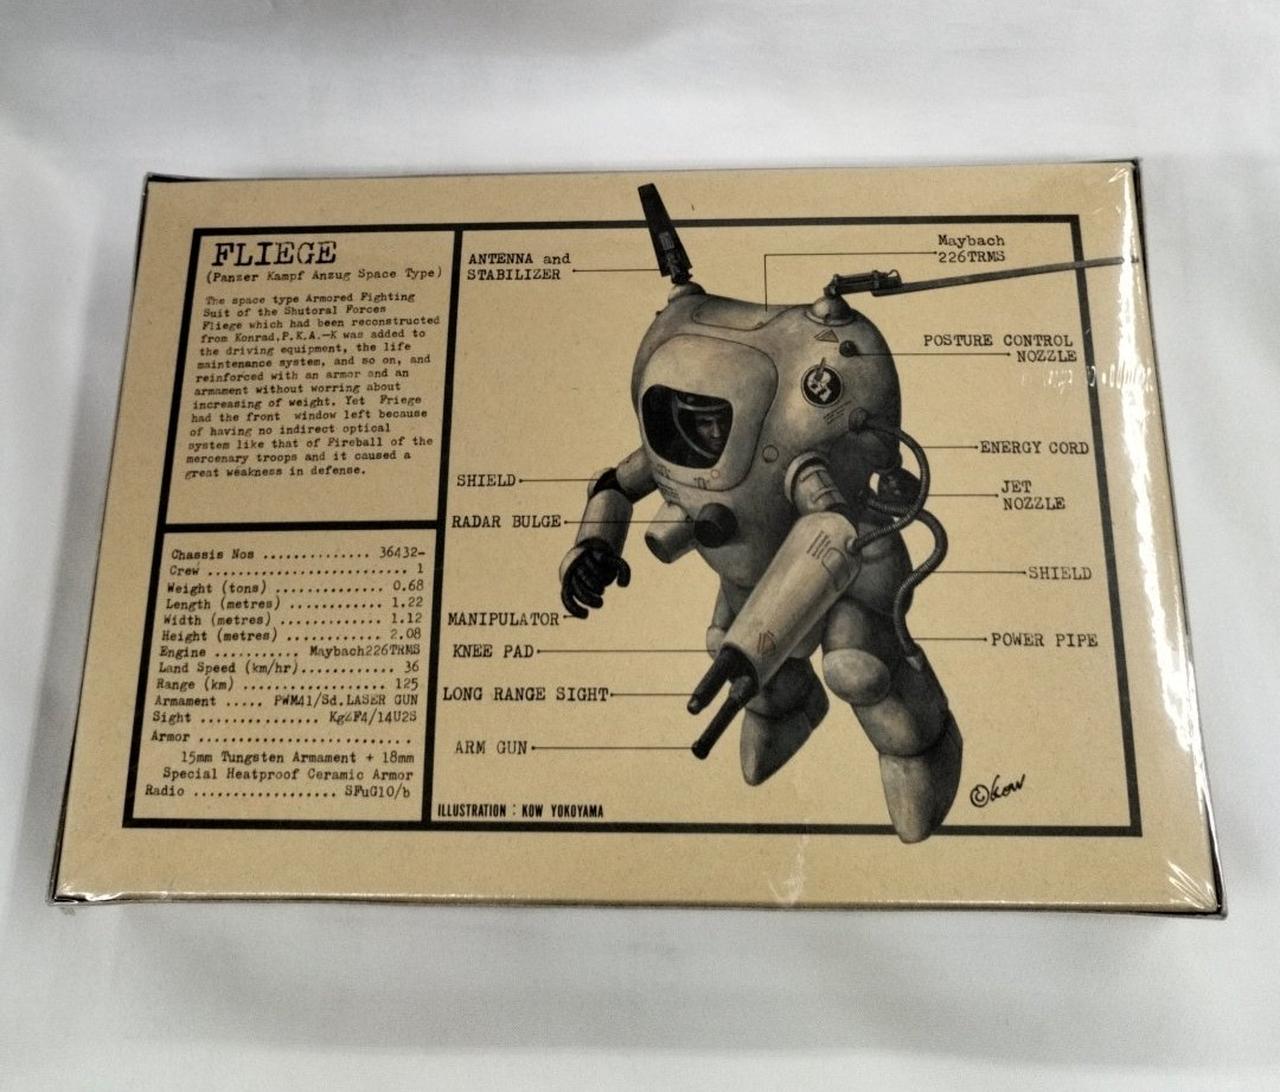 FLIEGE
(Panzer Kampf Anzug Space Type)
The space type Armored Fighting
Suit of the Shutoral Forces
Fliege which had been reconstructed
from Konrad,P.K.A.-K was added to
the driving equipment, the life
maintenance system, and so on, and
reinforced with an armor and an
armament without worring about
increasing of weight. Yet Friege
had the front window left because
of having no indirect optical
system like that of Fireball of the
mercenary troops and it caused a
great weakness in defense.
Chassis Nos .............. 36432-
Crew .......................... 1
Weight (tons) .............. 0.68
Length (metres) ............ 1.22
Width (metres) ............. 1.12
Height (metres) ............ 2.08
Engine ........... Maybach226TRMS
Land Speed (km/hr)............ 36
Range (km) .................. 125
Armament ..... PWM41/Sd.LASER GUN
Sight ............... KgZF4/14U2S
Armor ...........................
15mm Tungsten Armament + 18mm
Special Heatproof Ceramic Armor
Radio .................. SFuG10/b
ANTENNA and
STABILIZER
Maybach
226TRMS
POSTURE CONTROL
NOZZLE
ENERGY CORD
SHIELD
JET
NOZZLE
RADAR BULGE
SHIELD
MANIPULATOR
POWER PIPE
KNEE PAD
LONG RANGE SIGHT
ARM GUN
©Kow
ILLUSTRATION : KOW YOKOYAMA